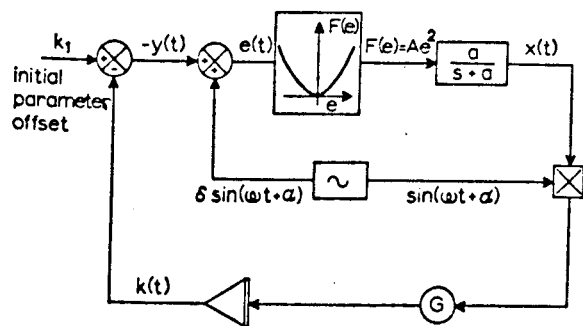 k1
-y(t)
e(t)
F(e)
e
F(e)=Ae²
a
s+a
x(t)
initial
parameter
offset
δ sin(ωt+α)
~
sin(ωt+α)
k(t)
G